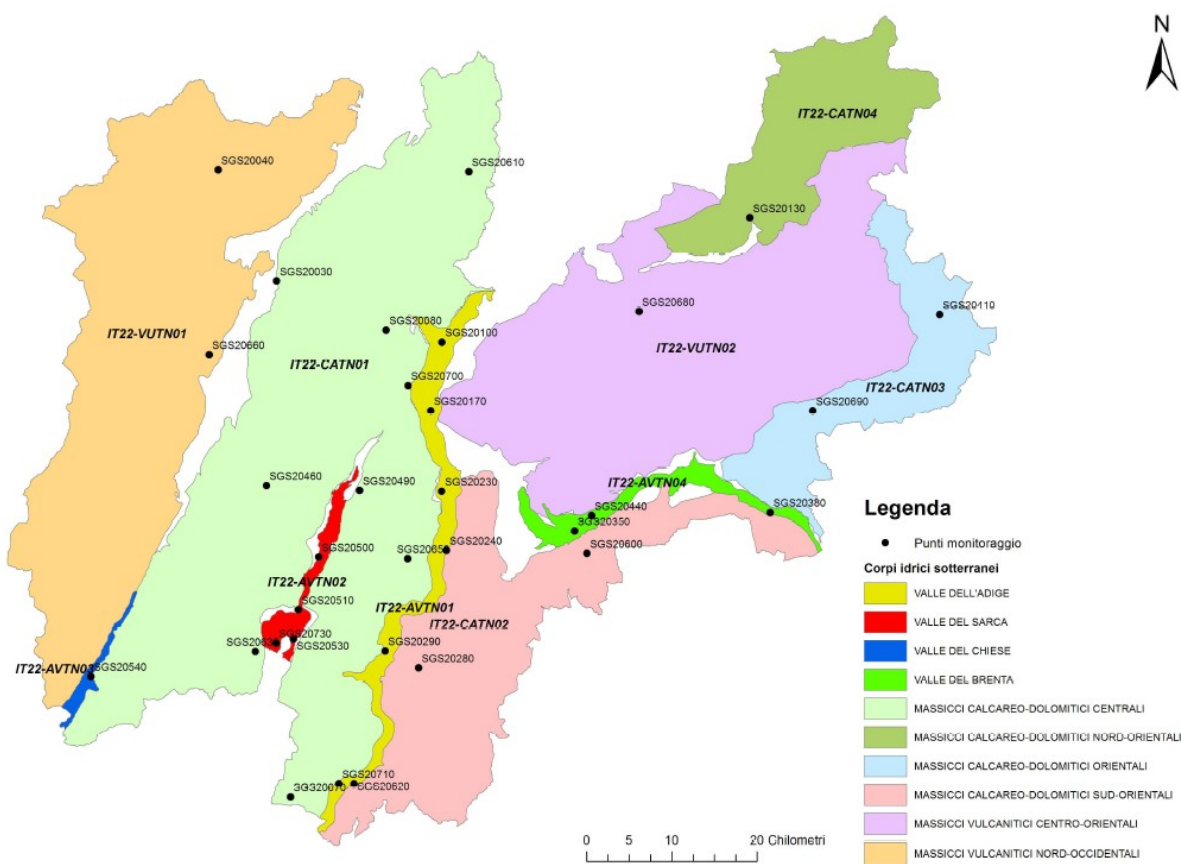 N
IT22-CATN04
SGS20040
SGS20610
SGS20130
SGS20030
SGS20110
SGS20680
SGS20080
SGS20100
IT22-VUTN01
SGS20660
IT22-CATN01
IT22-VUTN02
SGS20700
IT22-CATN03
SGS20170
SGS20690
SGS20460
SGS20490
SGS20230
IT22-AVTN04
SGS20440
SGS20380
SGS20350
SGS20240
SGS20600
SGS20500
IT22-AVTN02
SGS20510
IT22-AVTN01
IT22-CATN02
SGS20730
SGS20530
SGS20290
IT22-AVTN03
SGS20540
SGS20280
SGS20710
SGS20620
Legenda
Punti monitoraggio
Corpi idrici sotterranei
VALLE DELL'ADIGE
VALLE DEL SARCA
VALLE DEL CHIESE
VALLE DEL BRENTA
MASSICCI CALCAREO-DOLOMITICI CENTRALI
MASSICCI CALCAREO-DOLOMITICI NORD-ORIENTALI
MASSICCI CALCAREO-DOLOMITICI ORIENTALI
MASSICCI CALCAREO-DOLOMITICI SUD-ORIENTALI
MASSICCI VULCANITICI CENTRO-ORIENTALI
MASSICCI VULCANITICI NORD-OCCIDENTALI
0 5 10 20 Chilometri